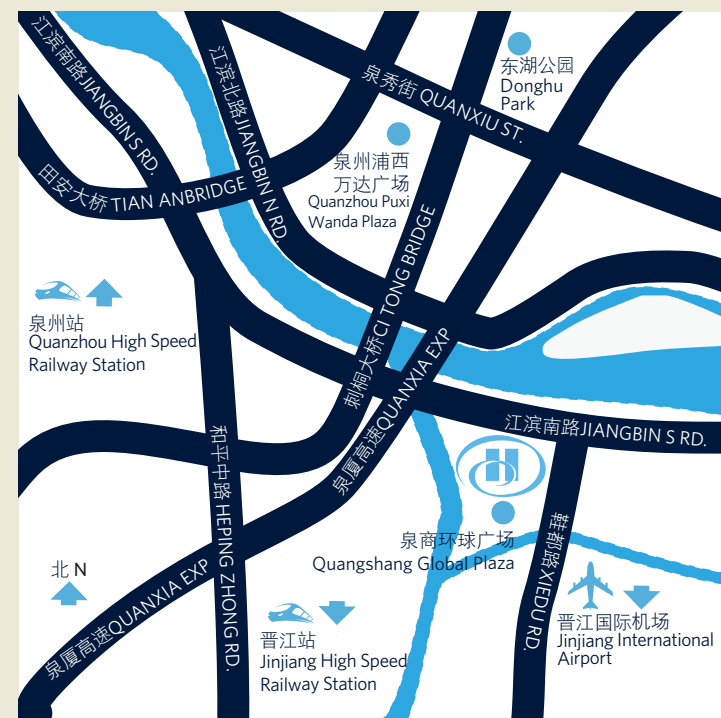 江滨南路JIANGBIN S RD.
江滨北路JIANGBIN N RD.
泉秀街 QUANXIU ST.
东湖公园
Donghu
Park
泉州浦西
万达广场
Quanzhou Puxi
Wanda Plaza
田安大桥 TIAN ANBRIDGE
刺桐大桥CI TONG BRIDGE
泉州站
Quanzhou High Speed
Railway Station
泉厦高速QUANXIA EXP
江滨南路JIANGBIN S RD.
和平中路 HEPING ZHONG RD.
H
泉商环球广场
Quangshang Global Plaza
鞋都路 XIEDU RD.
北 N
泉厦高速QUANXIA EXP
晋江站
Jinjiang High Speed
Railway Station
晋江国际机场
Jinjiang International
Airport